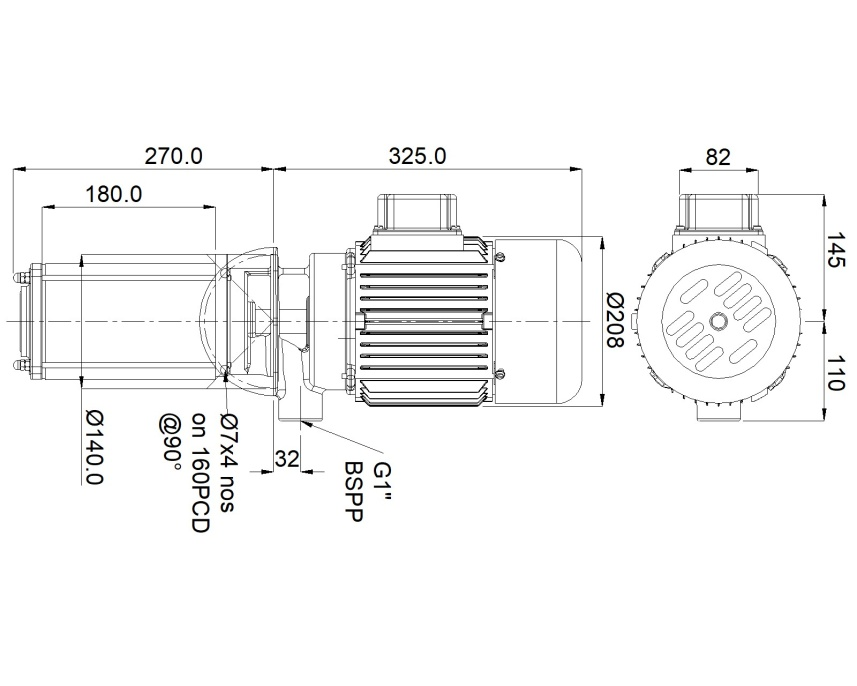 270.0
325.0
82
180.0
145
Ø208
110
Ø140.0
Ø7x4 nos
on 160PCD
@90°
32
G1"
BSPP